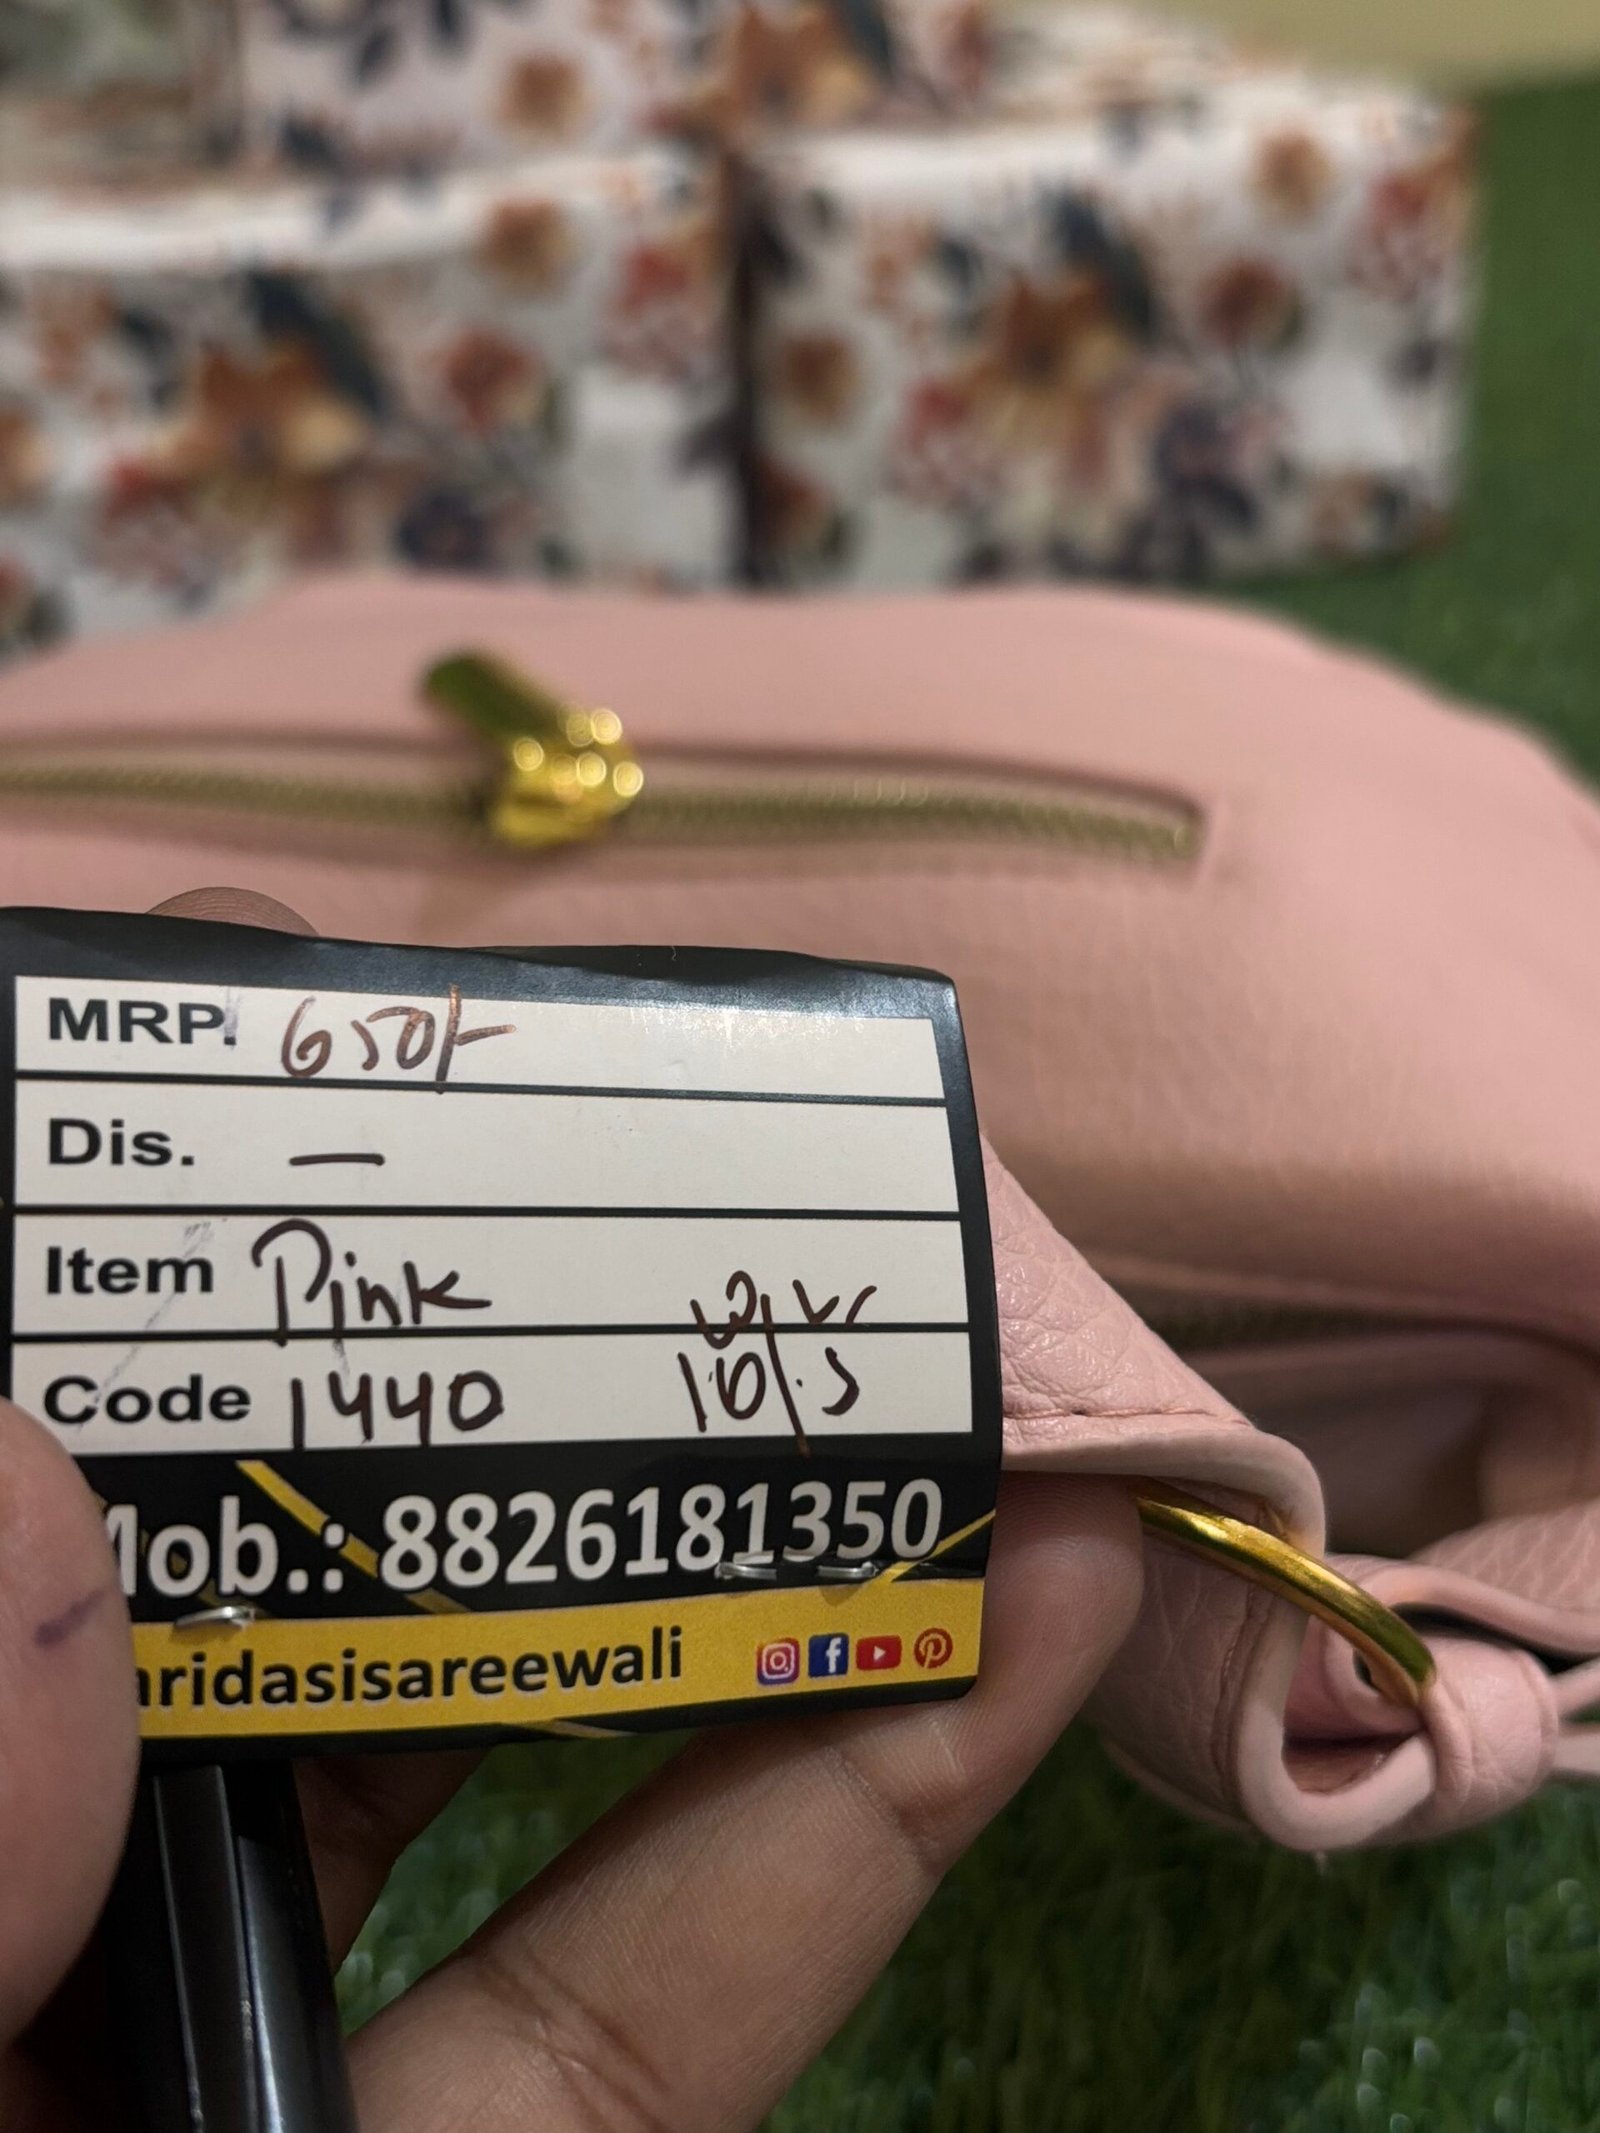 MRP. 650/-
Dis. —
Item Pink
Code 1440
Mob.: 8826181350
aridasisareewali